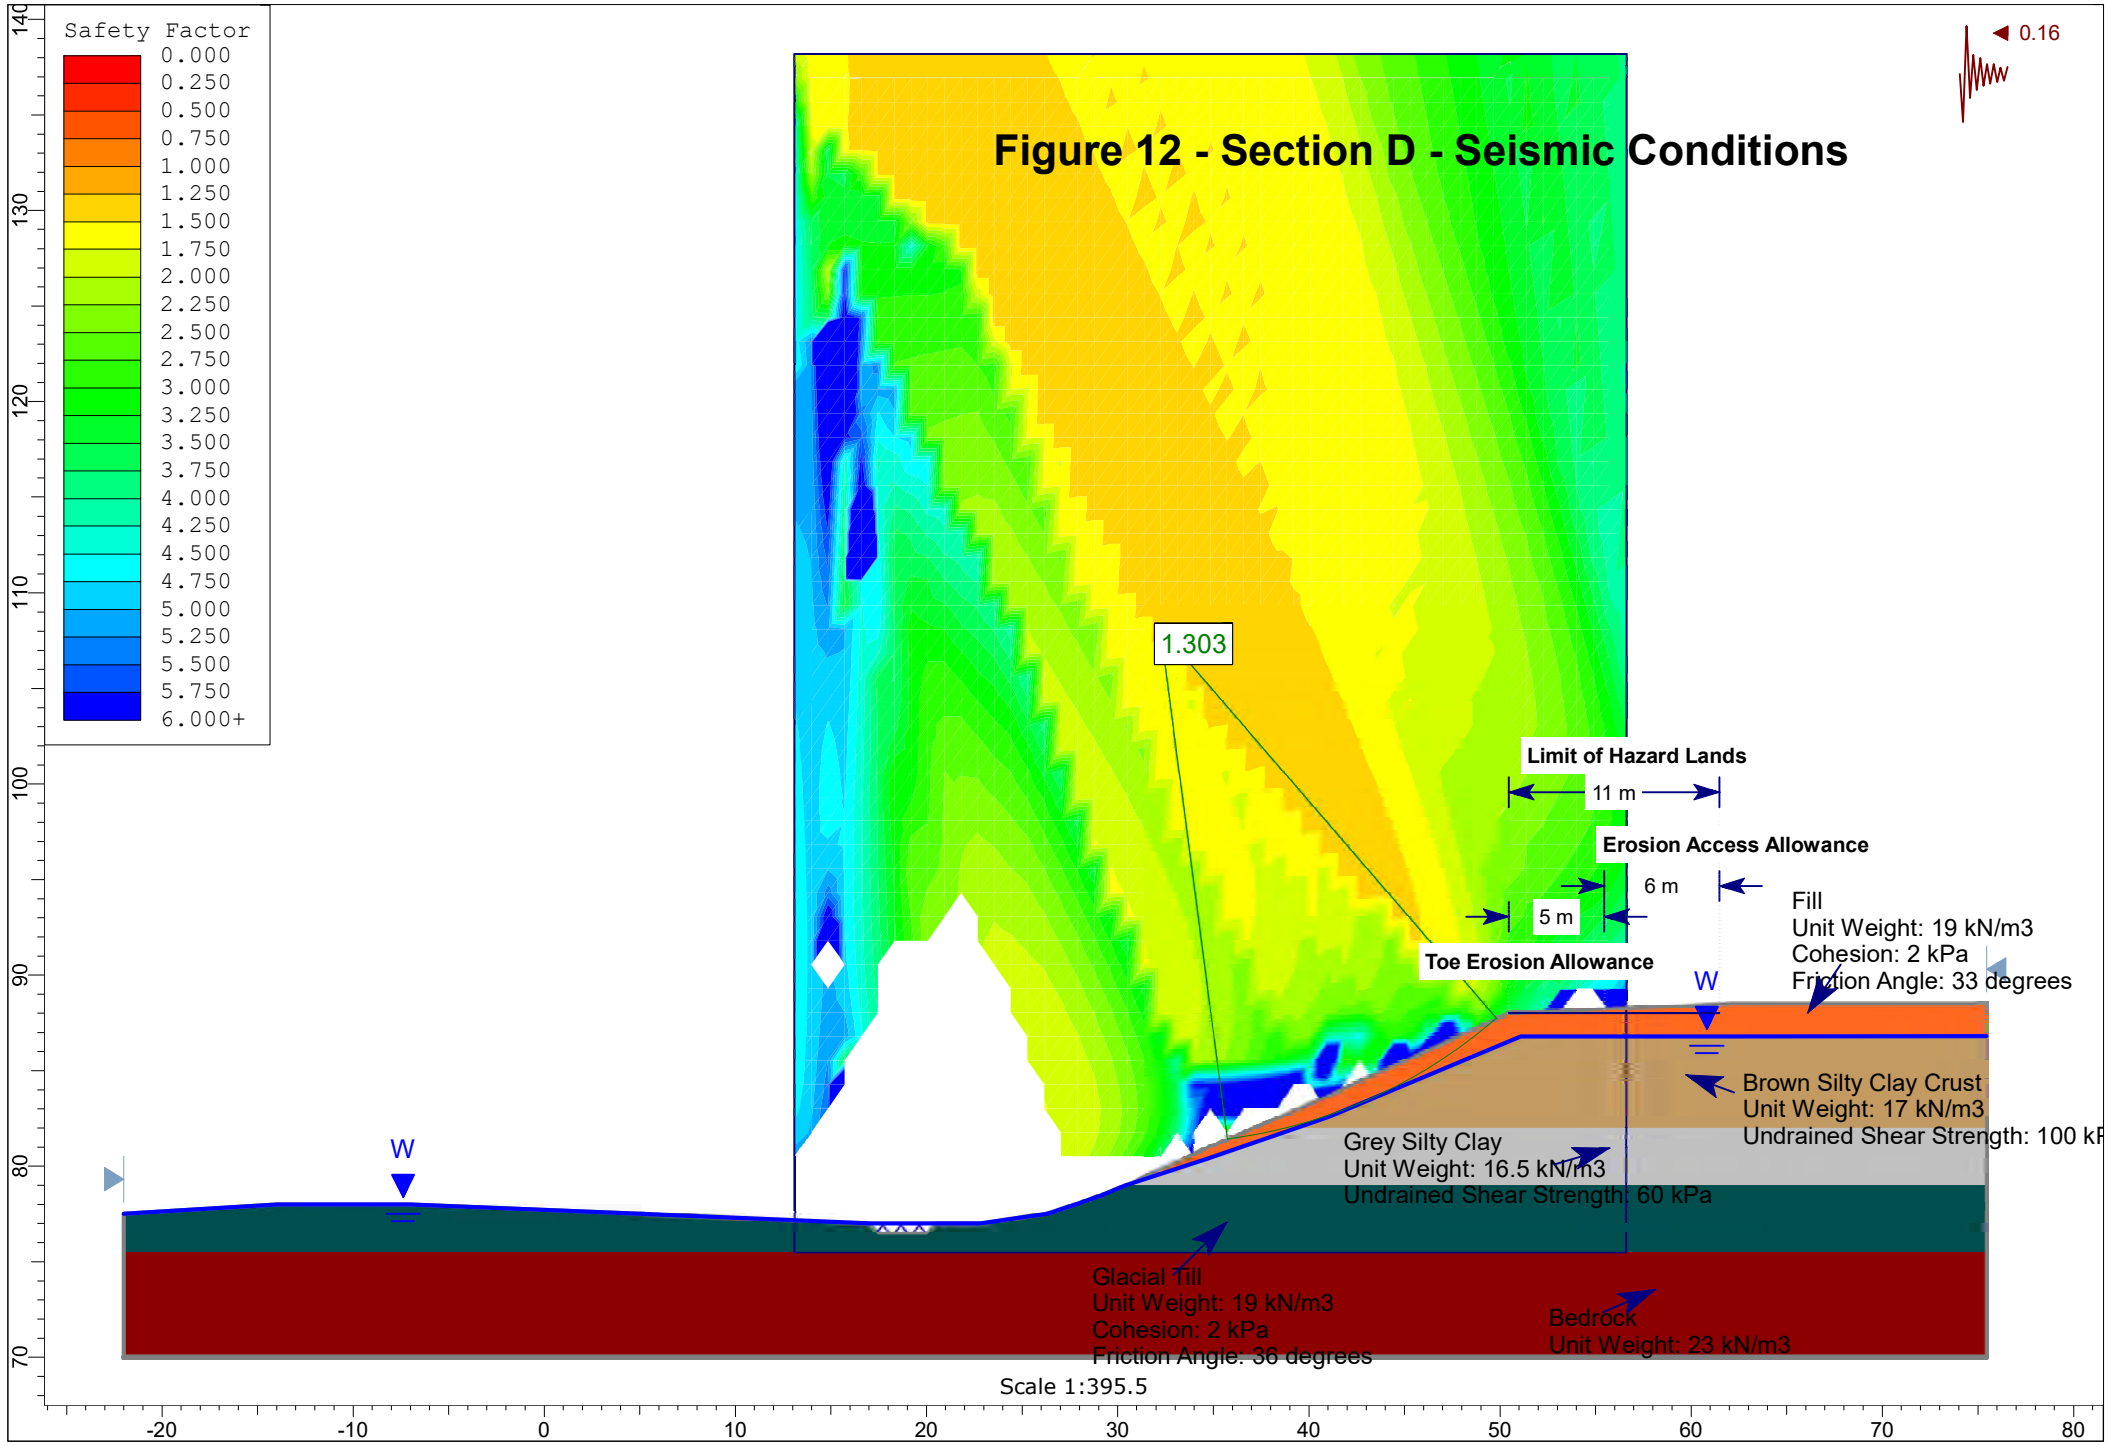 Safety Factor
0.000
0.250
0.500
0.750
1.000
1.250
1.500
1.750
2.000
2.250
2.500
2.750
3.000
3.250
3.500
3.750
4.000
4.250
4.500
4.750
5.000
5.250
5.500
5.750
6.000+
0.16
Figure 12 - Section D - Seismic Conditions
1.303
Limit of Hazard Lands
11 m
Erosion Access Allowance
6 m
5 m
Toe Erosion Allowance
Fill
Unit Weight: 19 kN/m3
Cohesion: 2 kPa
Friction Angle: 33 degrees
W
Brown Silty Clay Crust
Unit Weight: 17 kN/m3
Undrained Shear Strength: 100 kP
Grey Silty Clay
Unit Weight: 16.5 kN/m3
Undrained Shear Strength: 60 kPa
W
Glacial Till
Unit Weight: 19 kN/m3
Cohesion: 2 kPa
Friction Angle: 36 degrees
Bedrock
Unit Weight: 23 kN/m3
Scale 1:395.5
140
130
120
110
100
90
80
70
-20 -10 0 10 20 30 40 50 60 70 80